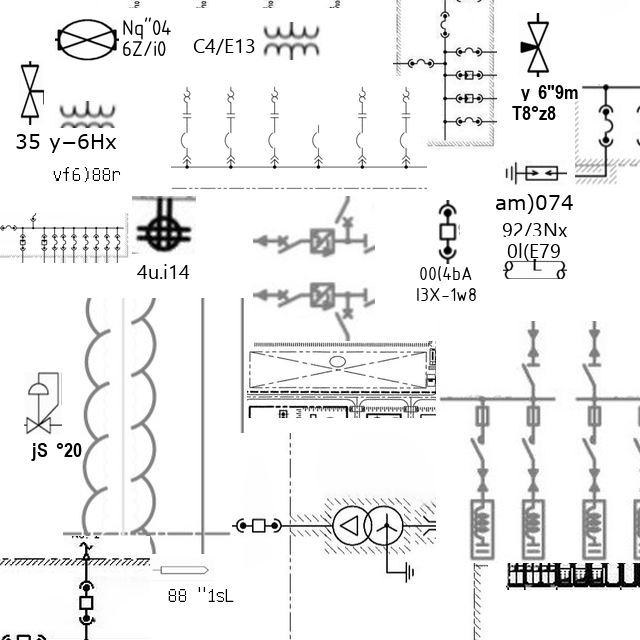 Nq"04
6Z/i0
C4/E13
y 6"9m
T8°z8
35 y−6Hx
vf6)88r
am)074
92/3Nx
0l(E79
4u.i14
00(4bA
I3X-1w8
jS °20
88 "1sL